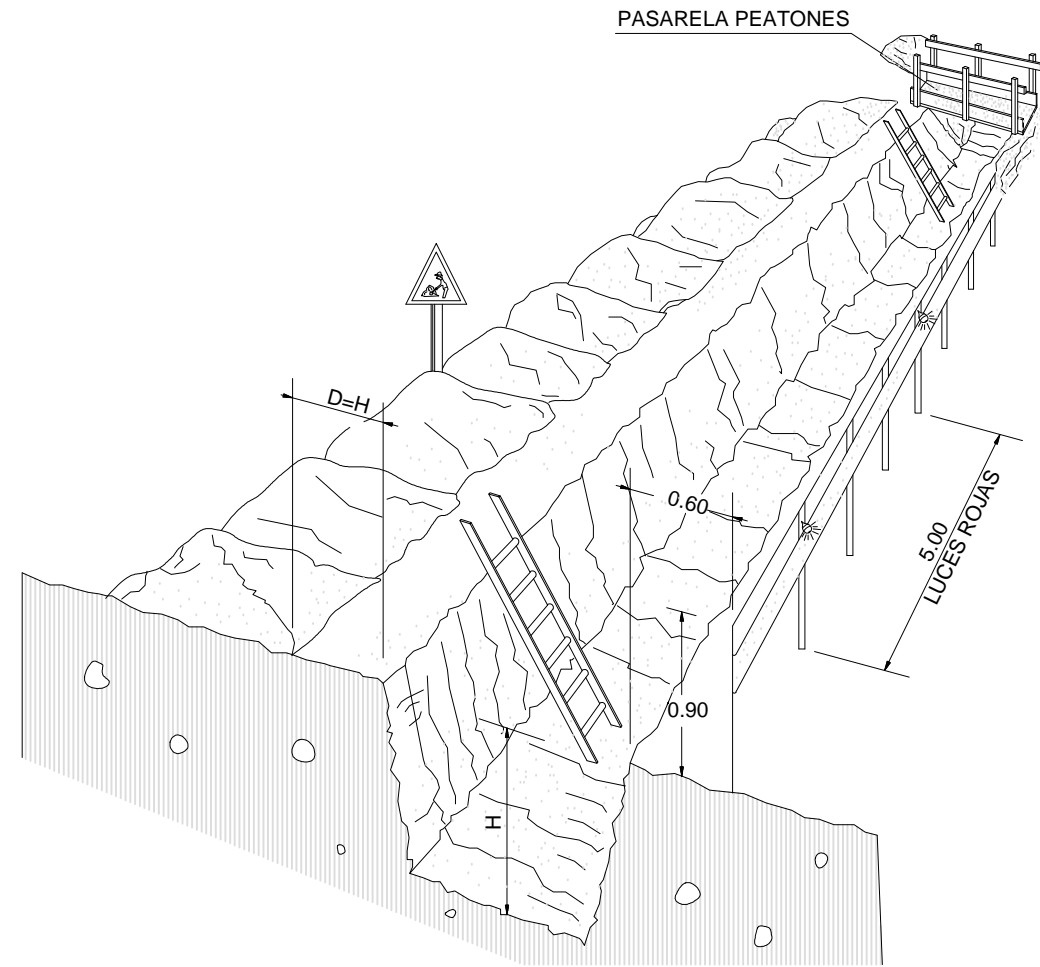 PASARELA PEATONES
D=H
0.60
5.00
LUCES ROJAS
0.90
H